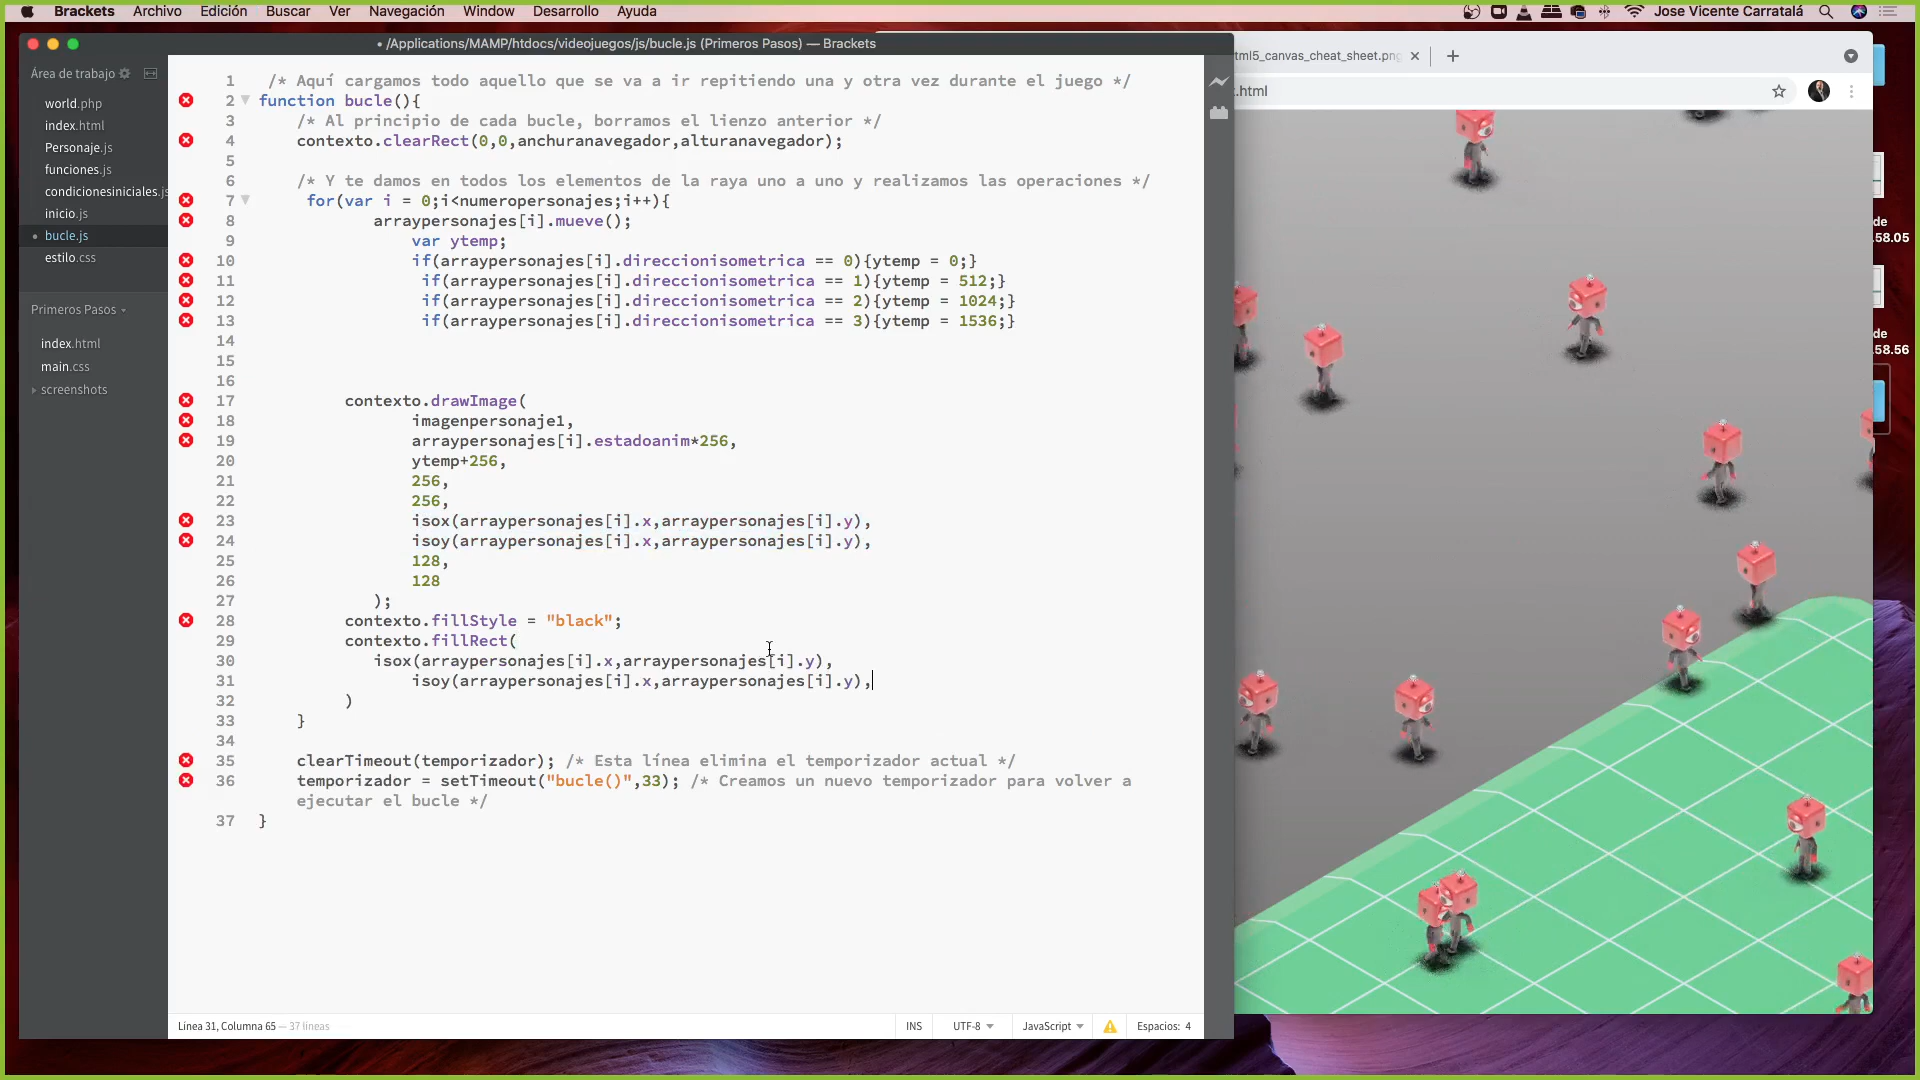 Brackets Archivo Edición Buscar Ver Navegación Window Desarrollo Ayuda Jose Vicente Carratalá
• /Applications/MAMP/htdocs/videojuegos/js/bucle.js (Primeros Pasos) — Brackets
Área de trabajo
world.php
index.html
Personaje.js
funciones.js
condicionesiniciales.js
inicio.js
• bucle.js
estilo.css
Primeros Pasos
index.html
main.css
screenshots
1 /* Aquí cargamos todo aquello que se va a ir repitiendo una y otra vez durante el juego */
2 function bucle(){
3 /* Al principio de cada bucle, borramos el lienzo anterior */
4 contexto.clearRect(0,0,anchuranavegador,alturanavegador);
5
6 /* Y te damos en todos los elementos de la raya uno a uno y realizamos las operaciones */
7 for(var i = 0;i<numeropersonajes;i++){
8 arraypersonajes[i].mueve();
9 var ytemp;
10 if(arraypersonajes[i].direccionisometrica == 0){ytemp = 0;}
11 if(arraypersonajes[i].direccionisometrica == 1){ytemp = 512;}
12 if(arraypersonajes[i].direccionisometrica == 2){ytemp = 1024;}
13 if(arraypersonajes[i].direccionisometrica == 3){ytemp = 1536;}
14
15
16
17 contexto.drawImage(
18 imagenpersonaje1,
19 arraypersonajes[i].estadoanim*256,
20 ytemp+256,
21 256,
22 256,
23 isox(arraypersonajes[i].x,arraypersonajes[i].y),
24 isoy(arraypersonajes[i].x,arraypersonajes[i].y),
25 128,
26 128
27 );
28 contexto.fillStyle = "black";
29 contexto.fillRect(
30 isox(arraypersonajes[i].x,arraypersonajes[i].y),
31 isoy(arraypersonajes[i].x,arraypersonajes[i].y),
32 )
33 }
34
35 clearTimeout(temporizador); /* Esta línea elimina el temporizador actual */
36 temporizador = setTimeout("bucle()",33); /* Creamos un nuevo temporizador para volver a
ejecutar el bucle */
37 }
Línea 31, Columna 65 — 37 líneas
INS UTF-8 JavaScript Espacios: 4
tml5_canvas_cheat_sheet.png
.html
de
.58.05
de
.58.56